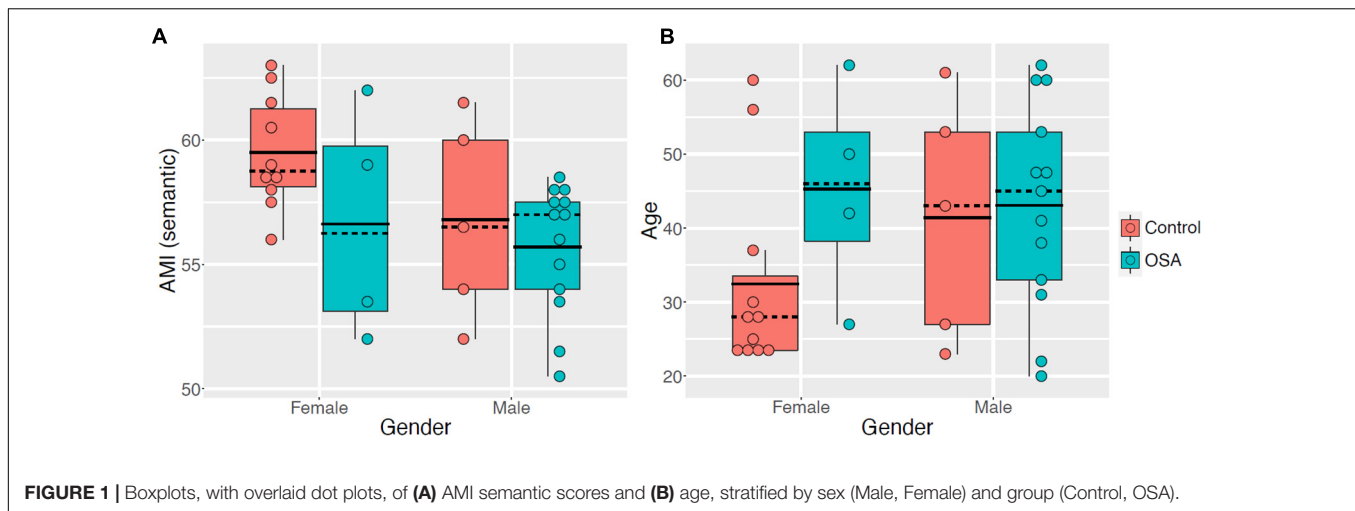 A
B
AMI (semantic)
60
55
50
Female
Male
Gender
Age
60
50
40
30
20
Female
Male
Gender
Control
OSA
FIGURE 1 | Boxplots, with overlaid dot plots, of (A) AMI semantic scores and (B) age, stratified by sex (Male, Female) and group (Control, OSA).